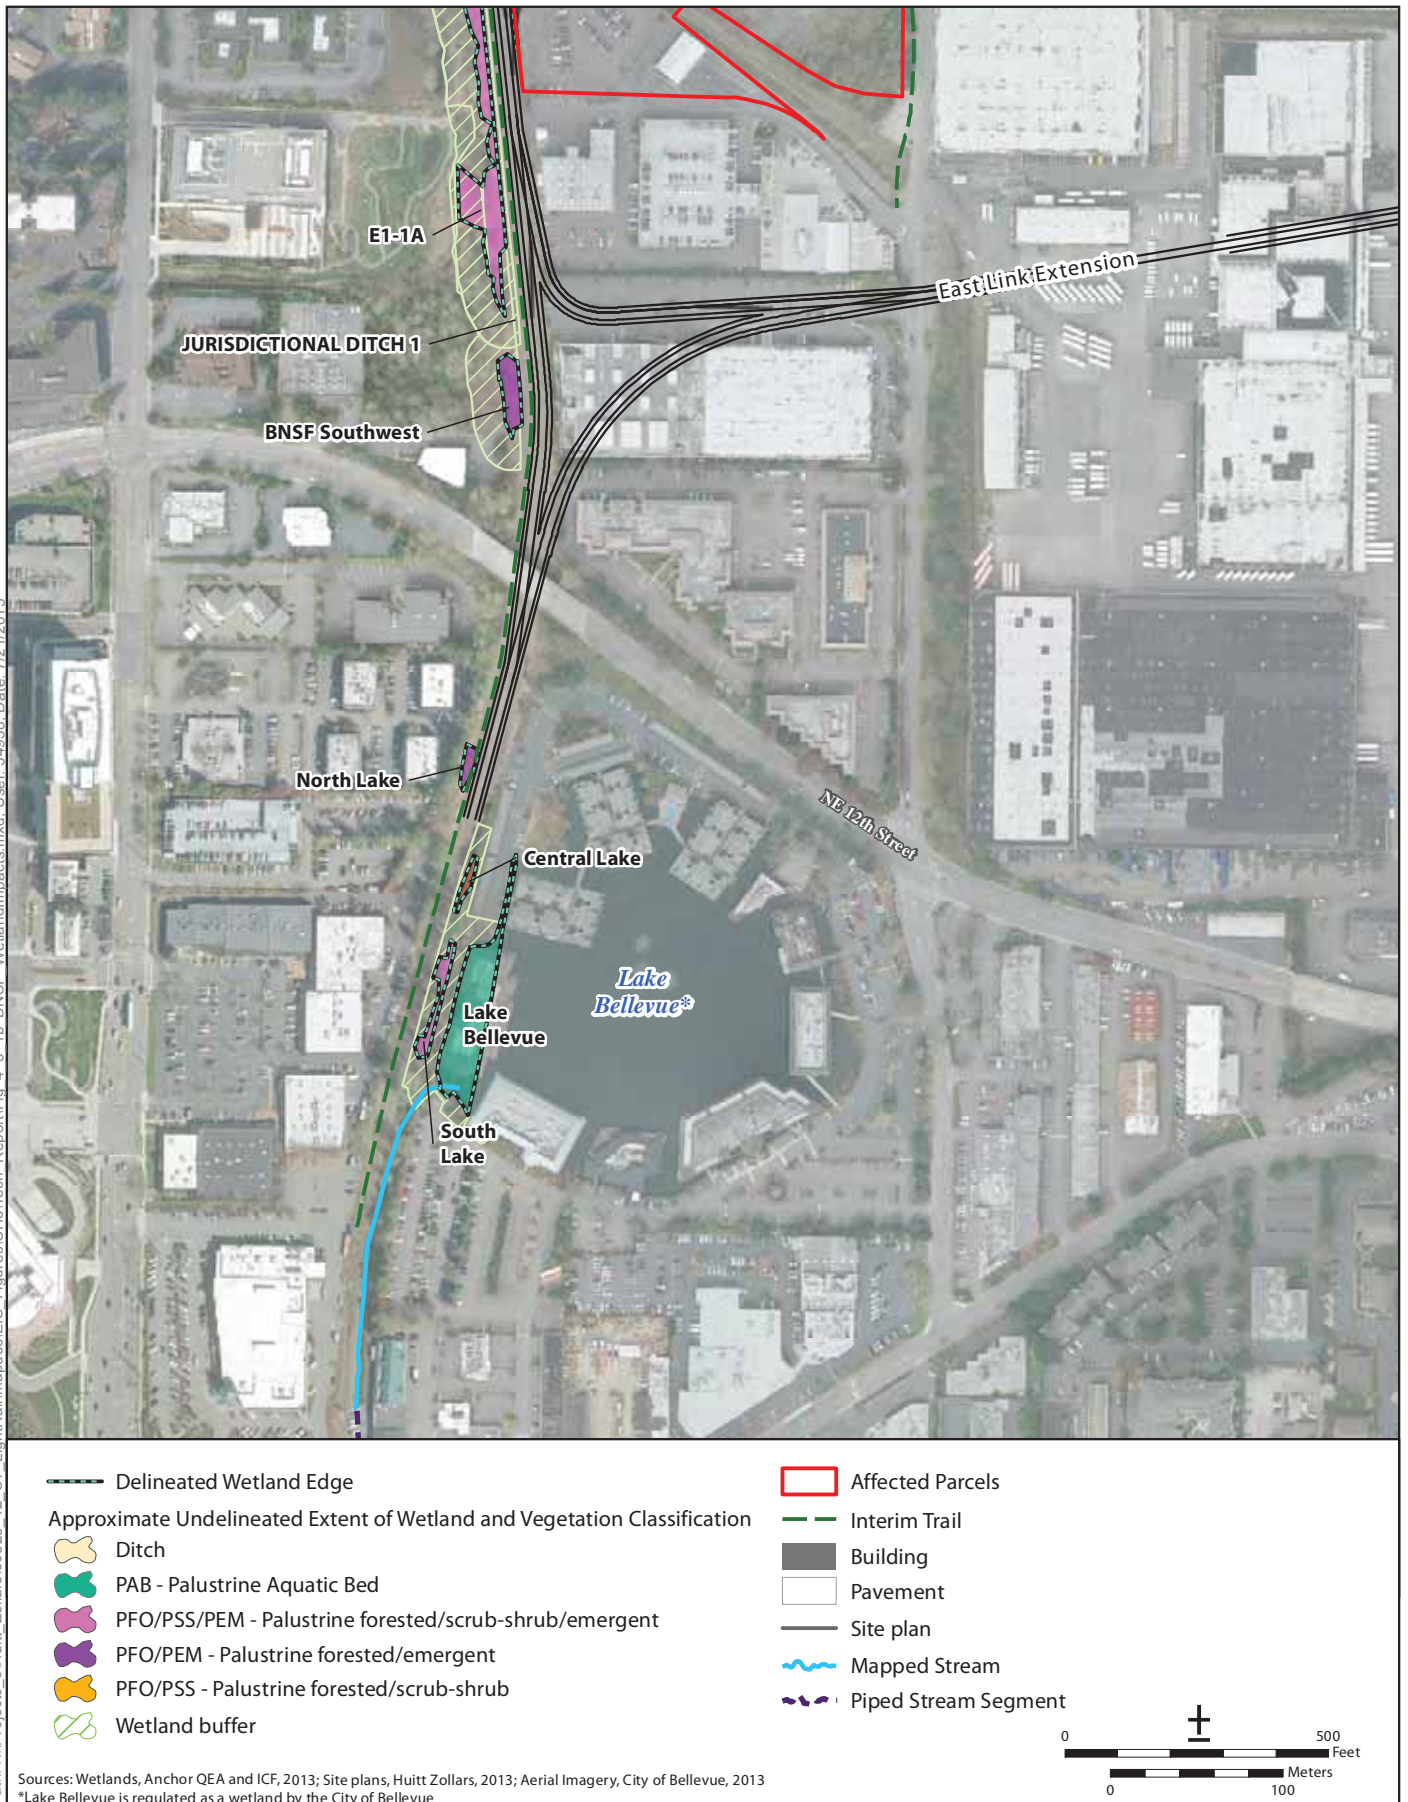 E1-1A
East Link Extension
JURISDICTIONAL DITCH 1
BNSF Southwest
North Lake
NE 12th Street
Central Lake
Lake
Bellevue*
Lake
Bellevue
South
Lake
Delineated Wetland Edge
Approximate Undelineated Extent of Wetland and Vegetation Classification
Ditch
PAB - Palustrine Aquatic Bed
PFO/PSS/PEM - Palustrine forested/scrub-shrub/emergent
PFO/PEM - Palustrine forested/emergent
PFO/PSS - Palustrine forested/scrub-shrub
Wetland buffer
Affected Parcels
Interim Trail
Building
Pavement
Site plan
Mapped Stream
Piped Stream Segment
0 500
Feet
Meters
0 100
Sources: Wetlands, Anchor QEA and ICF, 2013; Site plans, Huitt Zollars, 2013; Aerial Imagery, City of Bellevue, 2013
*Lake Bellevue is regulated as a wetland by the City of Bellevue